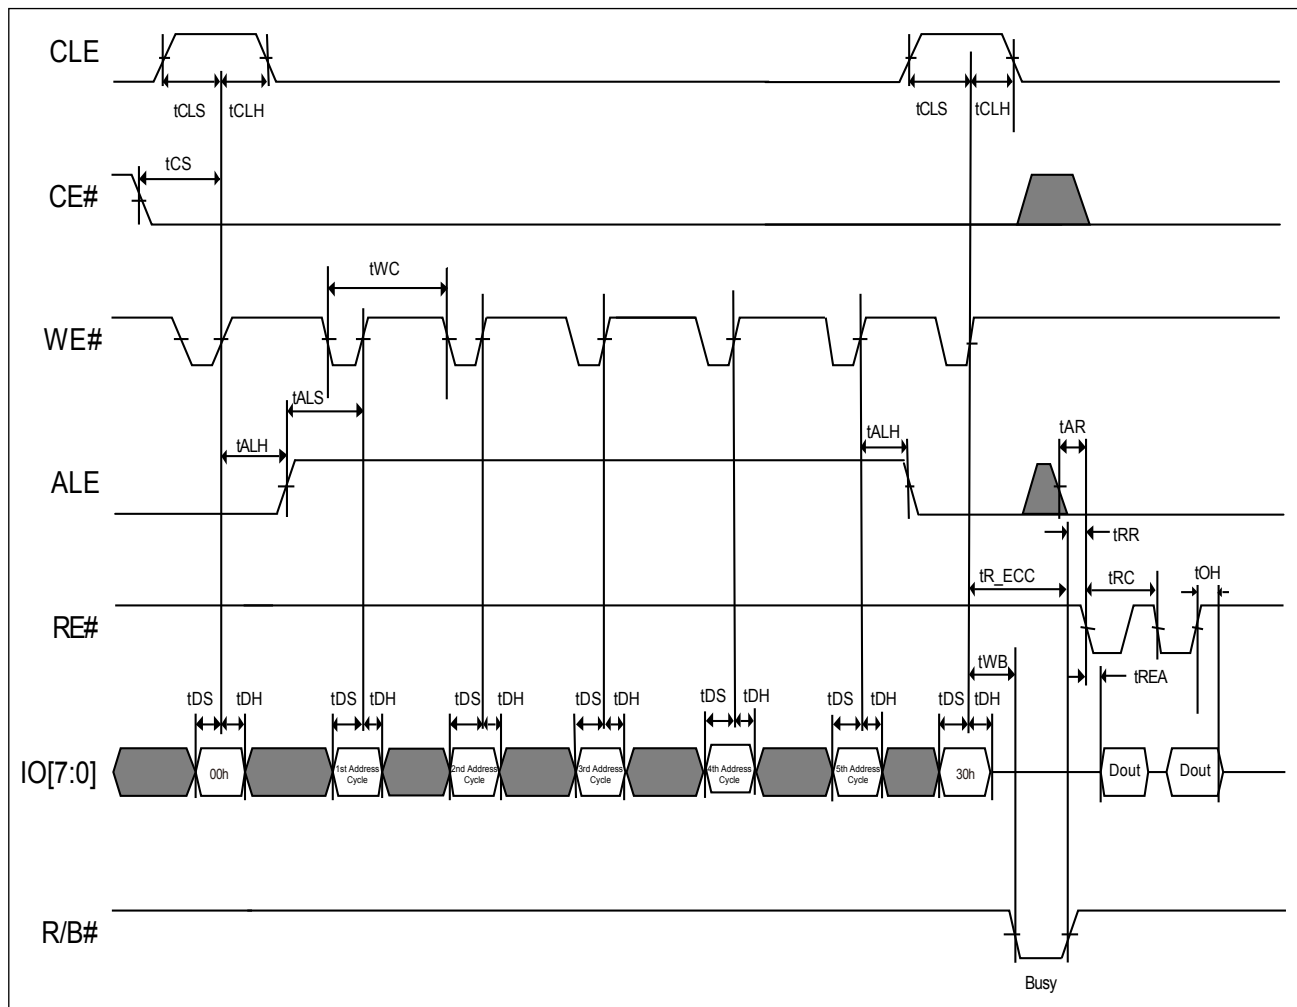 CLE
tCLS
tCLH
tCLS
tCLH
tCS
CE#
tWC
WE#
tALS
tALH
tALH
tAR
ALE
tRR
tR_ECC
tRC
tOH
RE#
tWB
tREA
tDS
tDH
tDS
tDH
tDS
tDH
tDS
tDH
tDS
tDH
tDS
tDH
tDS
tDH
IO[7:0]
00h
1st Address
Cycle
2nd Address
Cycle
3rd Address
Cycle
4th Address
Cycle
5th Address
Cycle
30h
Dout
Dout
R/B#
Busy